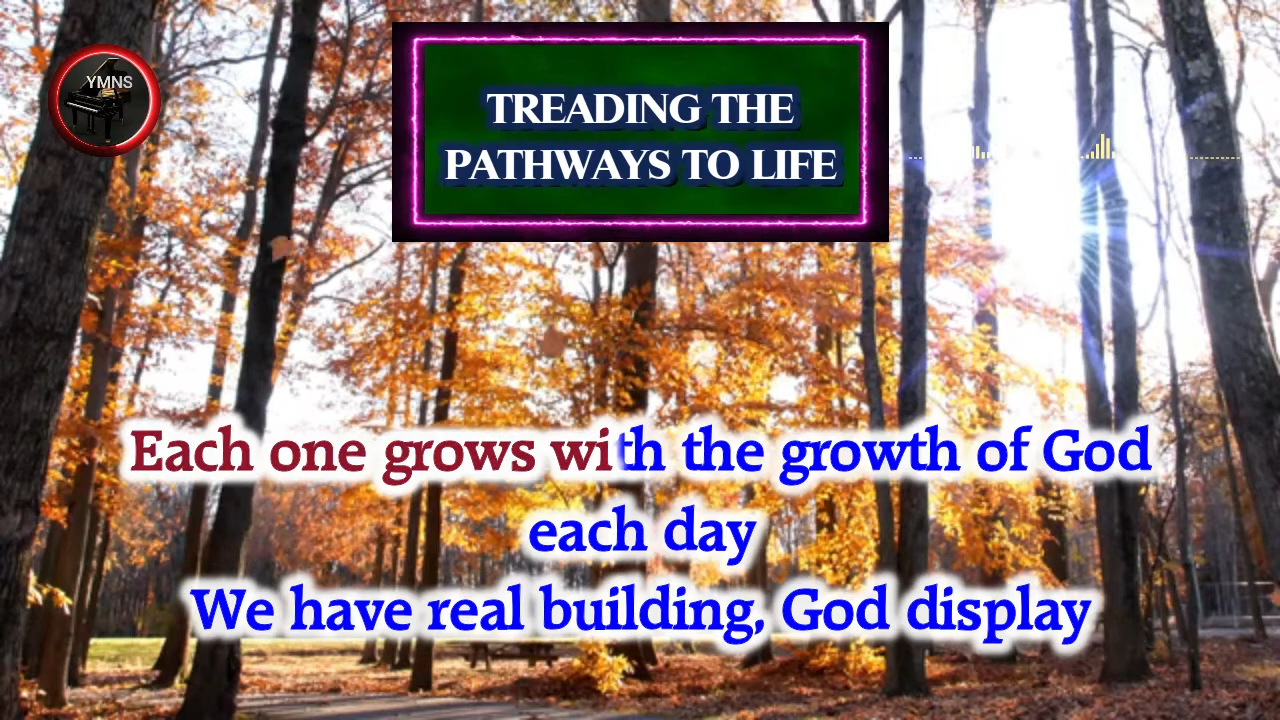 YMNS
TREADING THE
PATHWAYS TO LIFE
Each one grows with the growth of God
each day
We have real building, God display